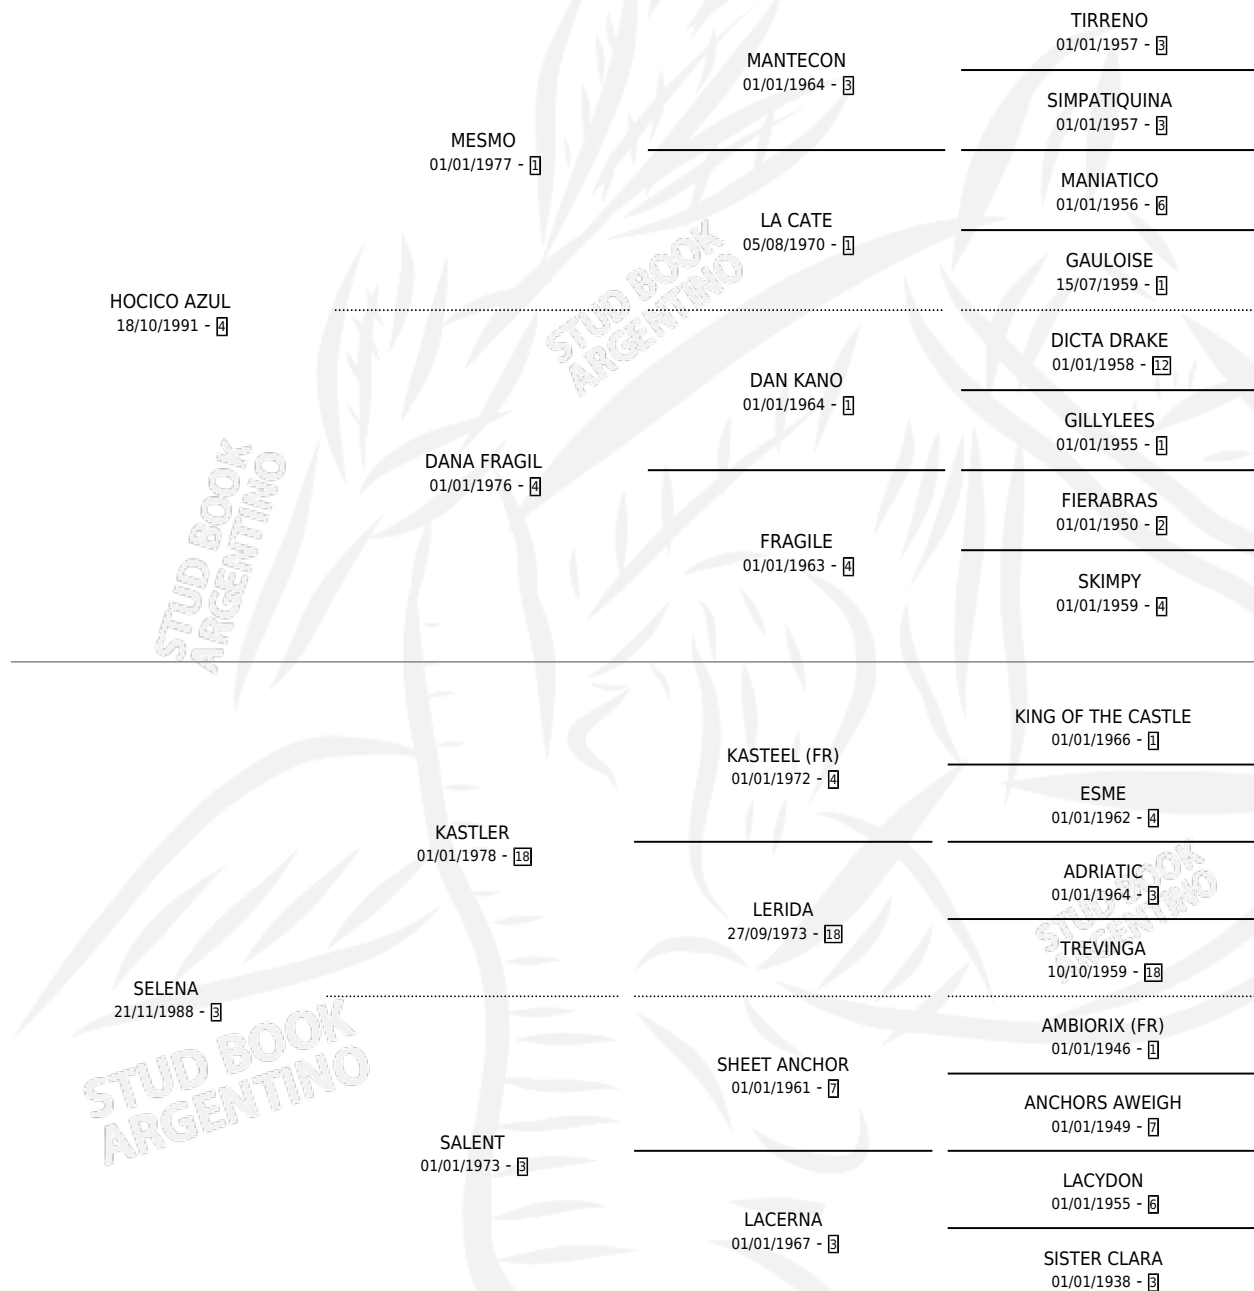 TIRRENO
01/01/1957 - 3
MANTECON
01/01/1964 - 3
SIMPATIQUINA
01/01/1957 - 3
MESMO
01/01/1977 - 1
MANIATICO
01/01/1956 - 6
LA CATE
05/08/1970 - 1
GAULOISE
15/07/1959 - 1
HOCICO AZUL
18/10/1991 - 4
STUD BOOK
ARGENTINO
DICTA DRAKE
01/01/1958 - 12
DAN KANO
01/01/1964 - 1
GILLYLEES
01/01/1955 - 1
DANA FRAGIL
01/01/1976 - 4
FIERABRAS
01/01/1950 - 2
FRAGILE
01/01/1963 - 4
SKIMPY
01/01/1959 - 4
STUD BOOK
ARGENTINO
KING OF THE CASTLE
01/01/1966 - 1
KASTEEL (FR)
01/01/1972 - 4
ESME
01/01/1962 - 4
KASTLER
01/01/1978 - 18
ADRIATIC
01/01/1964 - 3
LERIDA
27/09/1973 - 18
STUD BOOK
ARGENTINO
TREVINGA
10/10/1959 - 18
SELENA
21/11/1988 - 3
AMBIORIX (FR)
01/01/1946 - 1
SHEET ANCHOR
01/01/1961 - 7
STUD BOOK
ARGENTINO
ANCHORS AWEIGH
01/01/1949 - 7
SALENT
01/01/1973 - 3
LACYDON
01/01/1955 - 6
LACERNA
01/01/1967 - 3
SISTER CLARA
01/01/1938 - 3